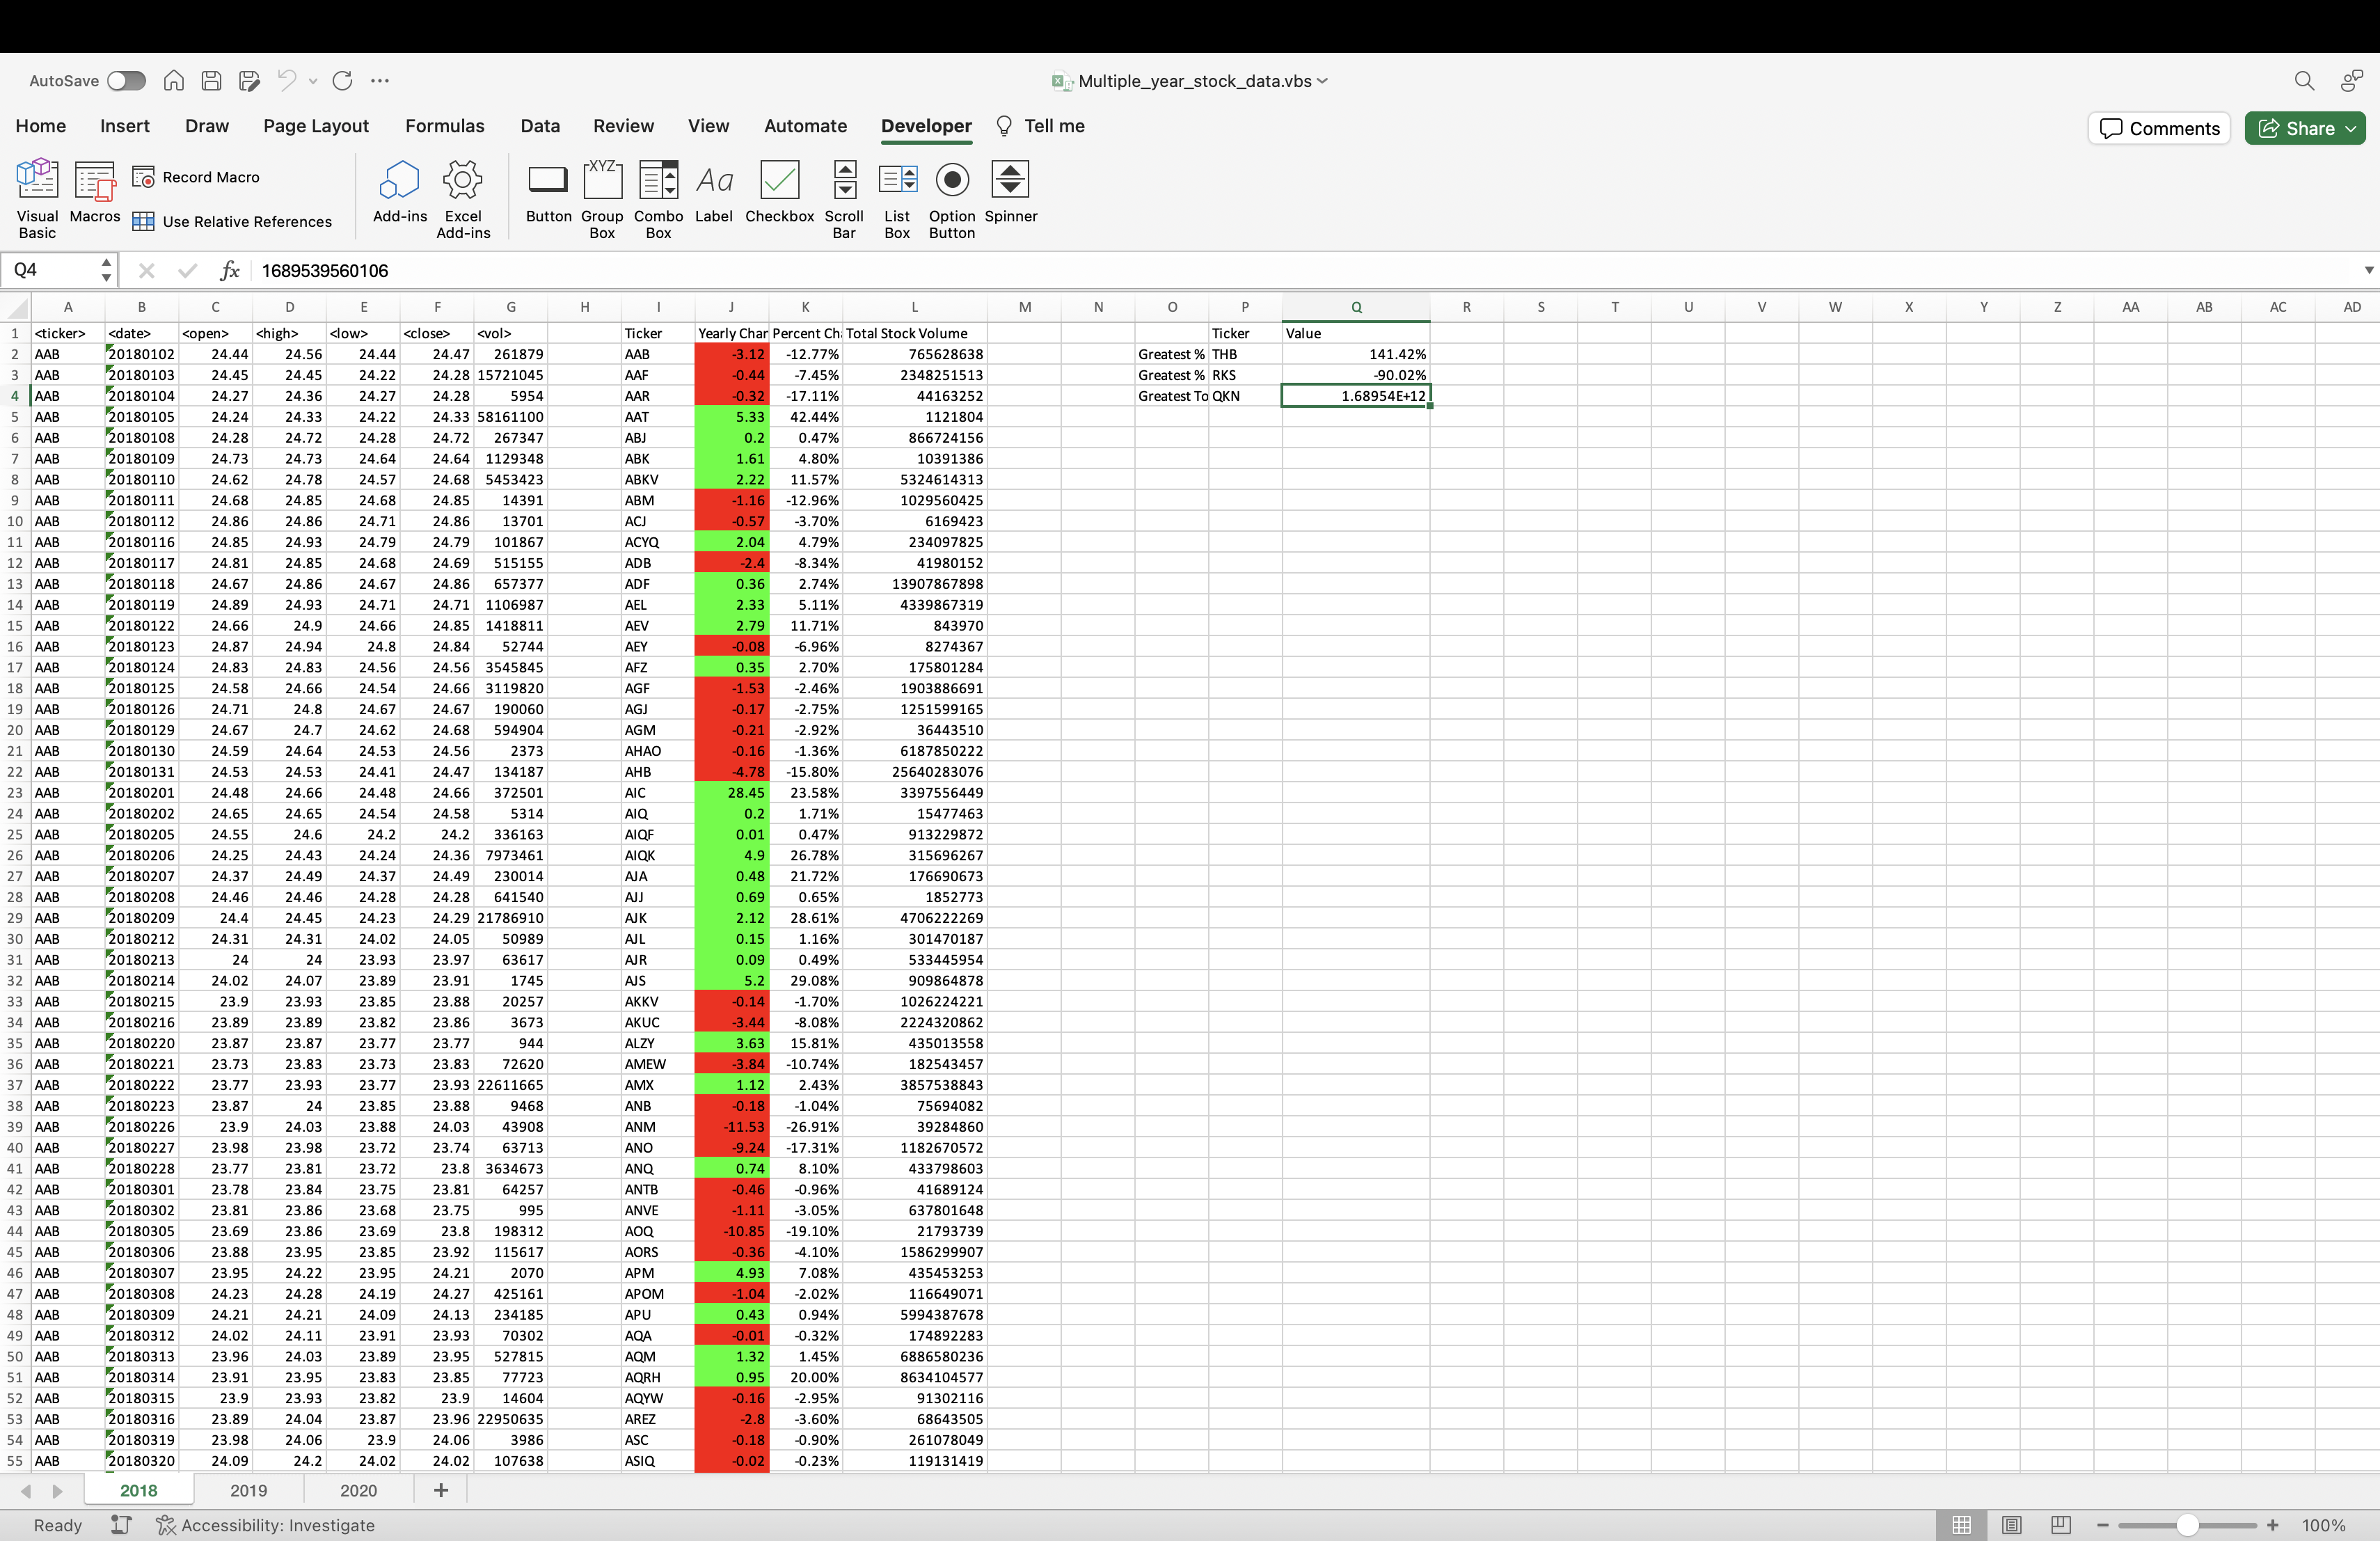 AutoSave
Multiple_year_stock_data.vbs
Home Insert Draw Page Layout Formulas Data Review View Automate Developer Tell me Comments Share
Visual Basic Macros Record Macro Use Relative References Add-ins Excel Add-ins Button XYZ Group Box Combo Box Aa Label Checkbox Scroll Bar List Box Option Button Spinner
Q4 fx 1689539560106
A B C D E F G H I J K L M N O P Q R S T U V W X Y Z AA AB AC AD
1 <ticker> <date> <open> <high> <low> <close> <vol> Ticker Yearly Char Percent Cha Total Stock Volume Ticker Value
2 AAB 20180102 24.44 24.56 24.44 24.47 261879 AAB -3.12 -12.77% 765628638 Greatest % THB 141.42%
3 AAB 20180103 24.45 24.45 24.22 24.28 15721045 AAF -0.44 -7.45% 2348251513 Greatest % RKS -90.02%
4 AAB 20180104 24.27 24.36 24.27 24.28 5954 AAR -0.32 -17.11% 44163252 Greatest To QKN 1.68954E+12
5 AAB 20180105 24.24 24.33 24.22 24.33 58161100 AAT 5.33 42.44% 1121804
6 AAB 20180108 24.28 24.72 24.28 24.72 267347 ABJ 0.2 0.47% 866724156
7 AAB 20180109 24.73 24.73 24.64 24.64 1129348 ABK 1.61 4.80% 10391386
8 AAB 20180110 24.62 24.78 24.57 24.68 5453423 ABKV 2.22 11.57% 5324614313
9 AAB 20180111 24.68 24.85 24.68 24.85 14391 ABM -1.16 -12.96% 1029560425
10 AAB 20180112 24.86 24.86 24.71 24.86 13701 ACJ -0.57 -3.70% 6169423
11 AAB 20180116 24.85 24.93 24.79 24.79 101867 ACYQ 2.04 4.79% 234097825
12 AAB 20180117 24.81 24.85 24.68 24.69 515155 ADB -2.4 -8.34% 41980152
13 AAB 20180118 24.67 24.86 24.67 24.86 657377 ADF 0.36 2.74% 13907867898
14 AAB 20180119 24.89 24.93 24.71 24.71 1106987 AEL 2.33 5.11% 4339867319
15 AAB 20180122 24.66 24.9 24.66 24.85 1418811 AEV 2.79 11.71% 843970
16 AAB 20180123 24.87 24.94 24.8 24.84 52744 AEY -0.08 -6.96% 8274367
17 AAB 20180124 24.83 24.83 24.56 24.56 3545845 AFZ 0.35 2.70% 175801284
18 AAB 20180125 24.58 24.66 24.54 24.66 3119820 AGF -1.53 -2.46% 1903886691
19 AAB 20180126 24.71 24.8 24.67 24.67 190060 AGJ -0.17 -2.75% 1251599165
20 AAB 20180129 24.67 24.7 24.62 24.68 594904 AGM -0.21 -2.92% 36443510
21 AAB 20180130 24.59 24.64 24.53 24.56 2373 AHAO -0.16 -1.36% 6187850222
22 AAB 20180131 24.53 24.53 24.41 24.47 134187 AHB -4.78 -15.80% 25640283076
23 AAB 20180201 24.48 24.66 24.48 24.66 372501 AIC 28.45 23.58% 3397556449
24 AAB 20180202 24.65 24.65 24.54 24.58 5314 AIQ 0.2 1.71% 15477463
25 AAB 20180205 24.55 24.6 24.2 24.2 336163 AIQF 0.01 0.47% 913229872
26 AAB 20180206 24.25 24.43 24.24 24.36 7973461 AIQK 4.9 26.78% 315696267
27 AAB 20180207 24.37 24.49 24.37 24.49 230014 AJA 0.48 21.72% 176690673
28 AAB 20180208 24.46 24.46 24.28 24.28 641540 AJJ 0.69 0.65% 1852773
29 AAB 20180209 24.4 24.45 24.23 24.29 21786910 AJK 2.12 28.61% 4706222269
30 AAB 20180212 24.31 24.31 24.02 24.05 50989 AJL 0.15 1.16% 301470187
31 AAB 20180213 24 24 23.93 23.97 63617 AJR 0.09 0.49% 533445954
32 AAB 20180214 24.02 24.07 23.89 23.91 1745 AJS 5.2 29.08% 909864878
33 AAB 20180215 23.9 23.93 23.85 23.88 20257 AKKV -0.14 -1.70% 1026224221
34 AAB 20180216 23.89 23.89 23.82 23.86 3673 AKUC -3.44 -8.08% 2224320862
35 AAB 20180220 23.87 23.87 23.77 23.77 944 ALZY 3.63 15.81% 435013558
36 AAB 20180221 23.73 23.83 23.73 23.83 72620 AMEW -3.84 -10.74% 182543457
37 AAB 20180222 23.77 23.93 23.77 23.93 22611665 AMX 1.12 2.43% 3857538843
38 AAB 20180223 23.87 24 23.85 23.88 9468 ANB -0.18 -1.04% 75694082
39 AAB 20180226 23.9 24.03 23.88 24.03 43908 ANM -11.53 -26.91% 39284860
40 AAB 20180227 23.98 23.98 23.72 23.74 63713 ANO -9.24 -17.31% 1182670572
41 AAB 20180228 23.77 23.81 23.72 23.8 3634673 ANQ 0.74 8.10% 433798603
42 AAB 20180301 23.78 23.84 23.75 23.81 64257 ANTB -0.46 -0.96% 41689124
43 AAB 20180302 23.81 23.86 23.68 23.75 995 ANVE -1.11 -3.05% 637801648
44 AAB 20180305 23.69 23.86 23.69 23.8 198312 AOQ -10.85 -19.10% 21793739
45 AAB 20180306 23.88 23.95 23.85 23.92 115617 AORS -0.36 -4.10% 1586299907
46 AAB 20180307 23.95 24.22 23.95 24.21 2070 APM 4.93 7.08% 435453253
47 AAB 20180308 24.23 24.28 24.19 24.27 425161 APOM -1.04 -2.02% 116649071
48 AAB 20180309 24.21 24.21 24.09 24.13 234185 APU 0.43 0.94% 5994387678
49 AAB 20180312 24.02 24.11 23.91 23.93 70302 AQA -0.01 -0.32% 174892283
50 AAB 20180313 23.96 24.03 23.89 23.95 527815 AQM 1.32 1.45% 6886580236
51 AAB 20180314 23.91 23.95 23.83 23.85 77723 AQRH 0.95 20.00% 8634104577
52 AAB 20180315 23.9 23.93 23.82 23.9 14604 AQYW -0.16 -2.95% 91302116
53 AAB 20180316 23.89 24.04 23.87 23.96 22950635 AREZ -2.8 -3.60% 68643505
54 AAB 20180319 23.98 24.06 23.9 24.06 3986 ASC -0.18 -0.90% 261078049
55 AAB 20180320 24.09 24.2 24.02 24.02 107638 ASIQ -0.02 -0.23% 119131419
2018 2019 2020 +
Ready Accessibility: Investigate 100%